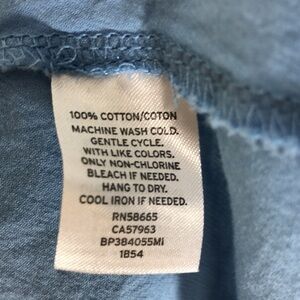 100% COTTON/COTON
MACHINE WASH COLD.
GENTLE CYCLE.
WITH LIKE COLORS.
ONLY NON-CHLORINE
BLEACH IF NEEDED.
HANG TO DRY.
COOL IRON IF NEEDED.
RN58665
CA57963
BP384055MI
1854